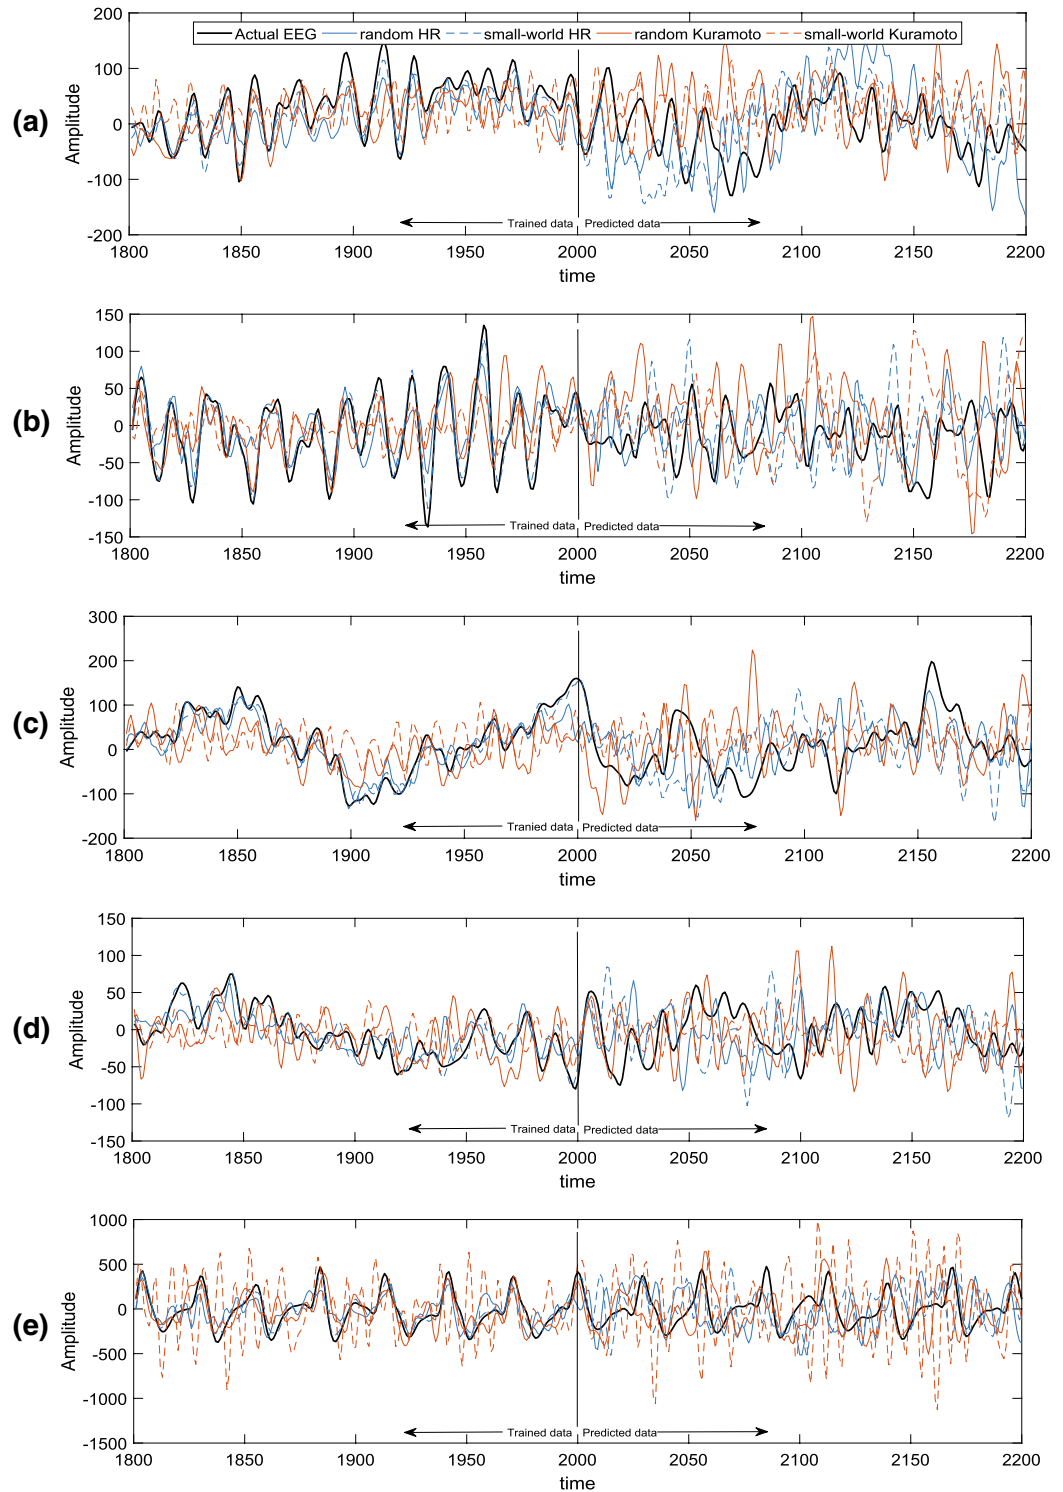 (a)
Amplitude
200
100
0
-100
-200
Actual EEG random HR small-world HR random Kuramoto small-world Kuramoto
Trained data Predicted data
1800 1850 1900 1950 2000 2050 2100 2150 2200
time
(b)
Amplitude
150
100
50
0
-50
-100
-150
Trained data Predicted data
1800 1850 1900 1950 2000 2050 2100 2150 2200
time
(c)
Amplitude
300
200
100
0
-100
-200
Tranied data Predicted data
1800 1850 1900 1950 2000 2050 2100 2150 2200
time
(d)
Amplitude
150
100
50
0
-50
-100
-150
Trained data Predicted data
1800 1850 1900 1950 2000 2050 2100 2150 2200
time
(e)
Amplitude
1000
500
0
-500
-1000
-1500
Trained data Predicted data
1800 1850 1900 1950 2000 2050 2100 2150 2200
time